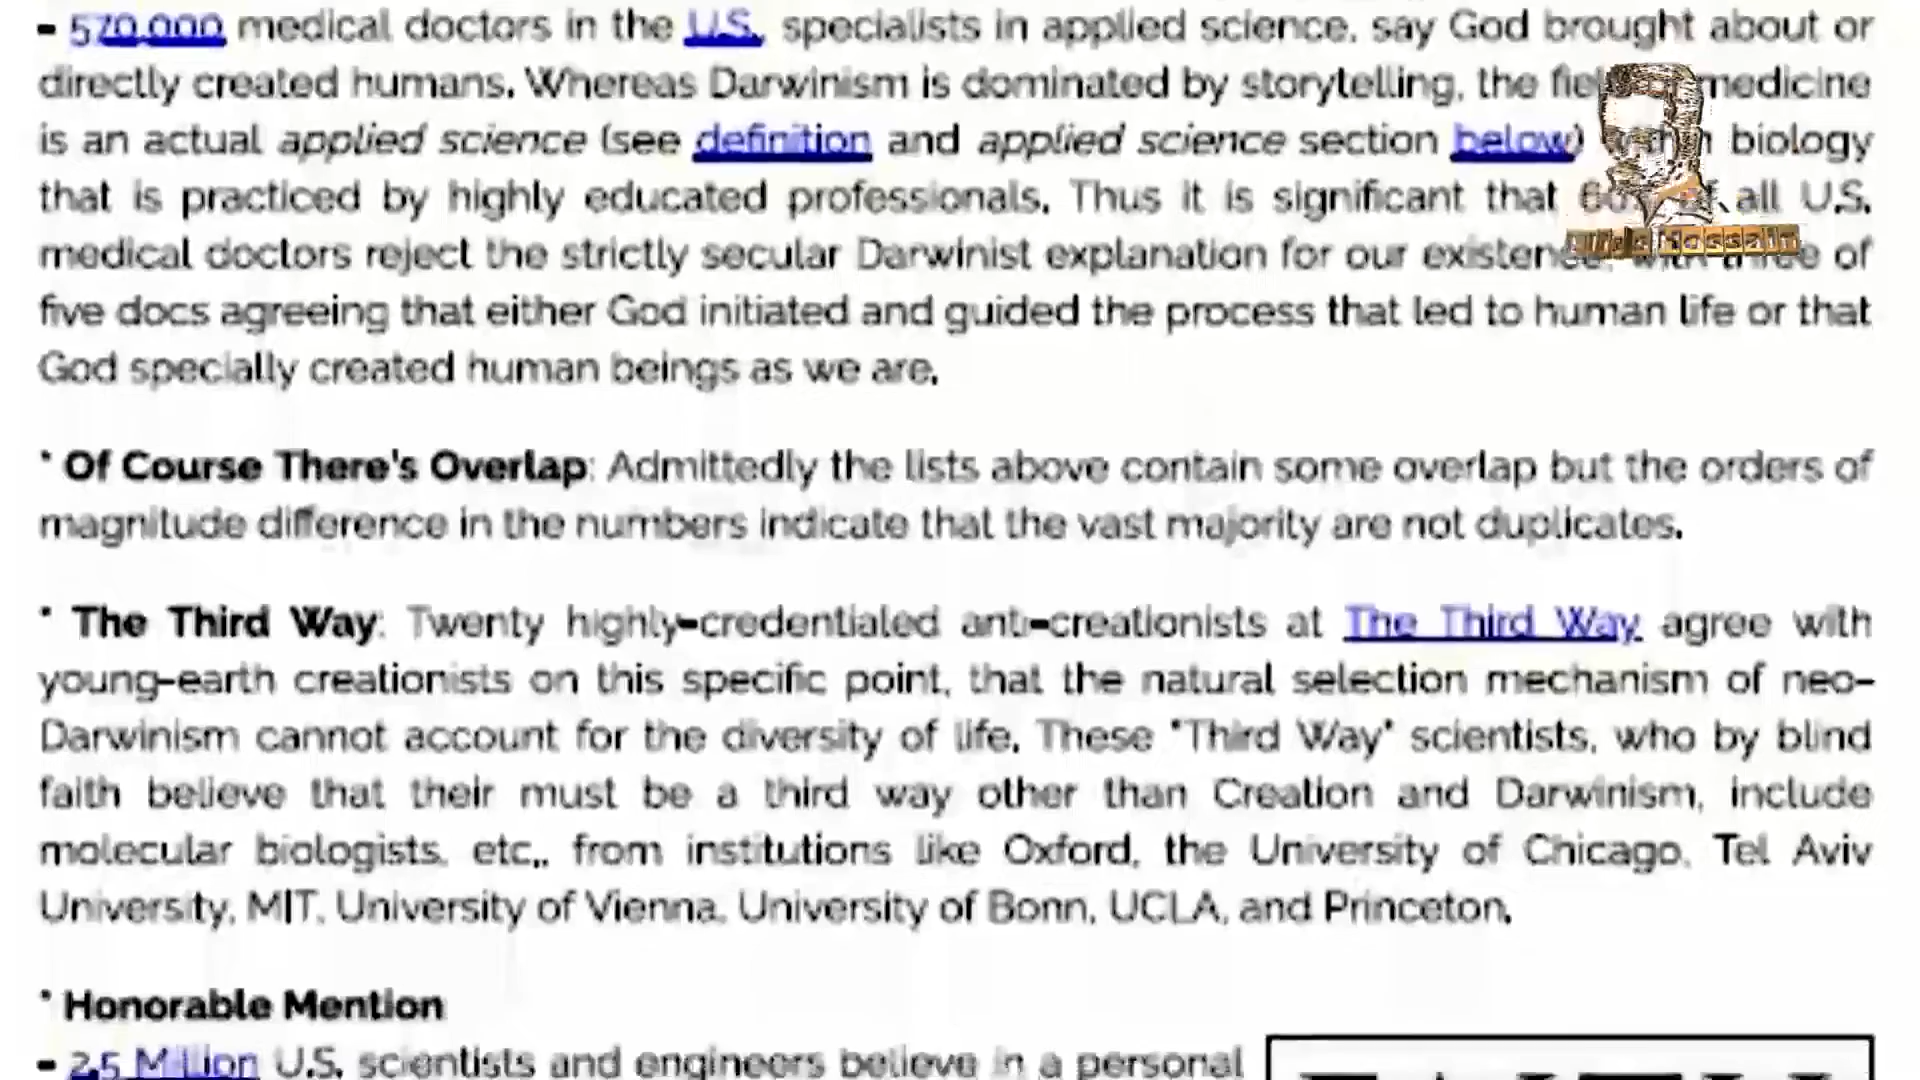 - 570,000 medical doctors in the U.S., specialists in applied science, say God brought about or
directly created humans. Whereas Darwinism is dominated by storytelling, the medicine
is an actual applied science (see definition and applied science section below) biology
that is practiced by highly educated professionals. Thus it is significant that all U.S.
medical doctors reject the strictly secular Darwinist explanation for our existence, with three of
five docs agreeing that either God initiated and guided the process that led to human life or that
God specially created human beings as we are.
* Of Course There's Overlap: Admittedly the lists above contain some overlap but the orders of
magnitude difference in the numbers indicate that the vast majority are not duplicates.
* The Third Way: Twenty highly-credentialed anti-creationists at The Third Way agree with
young-earth creationists on this specific point, that the natural selection mechanism of neo-
Darwinism cannot account for the diversity of life. These "Third Way" scientists, who by blind
faith believe that their must be a third way other than Creation and Darwinism, include
molecular biologists, etc., from institutions like Oxford, the University of Chicago, Tel Aviv
University, MIT, University of Vienna, University of Bonn, UCLA, and Princeton.
* Honorable Mention
- 2.5 Million U.S. scientists and engineers believe in a personal